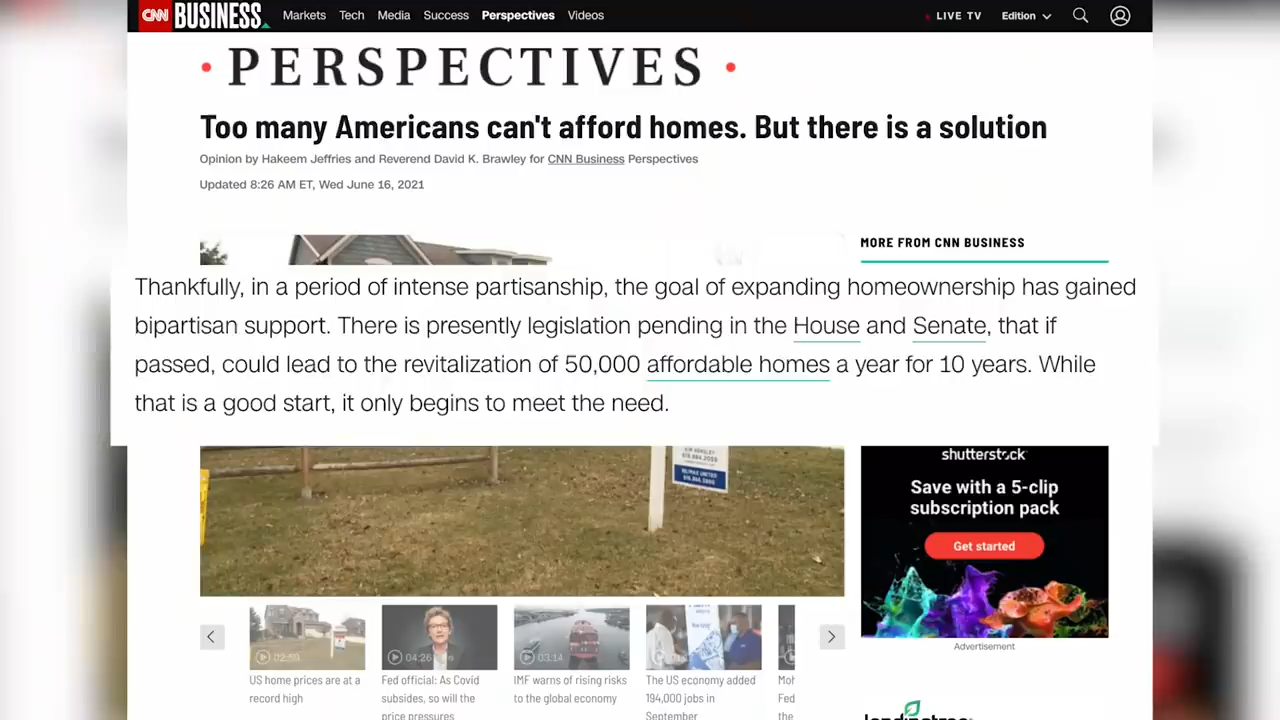 CNN BUSINESS Markets Tech Media Success Perspectives Videos LIVE TV Edition
• PERSPECTIVES •
Too many Americans can't afford homes. But there is a solution
Opinion by Hakeem Jeffries and Reverend David K. Brawley for CNN Business Perspectives
Updated 8:26 AM ET, Wed June 16, 2021
MORE FROM CNN BUSINESS
Thankfully, in a period of intense partisanship, the goal of expanding homeownership has gained
bipartisan support. There is presently legislation pending in the House and Senate, that if
passed, could lead to the revitalization of 50,000 affordable homes a year for 10 years. While
that is a good start, it only begins to meet the need.
shutterstock
Save with a 5-clip
subscription pack
Get started
Advertisement
02:59
US home prices are at a
record high
04:26
Fed official: As Covid
subsides, so will the
price pressures
03:14
IMF warns of rising risks
to the global economy
The US economy added
194,000 jobs in
September
Moh
Fed
the
lendingtree